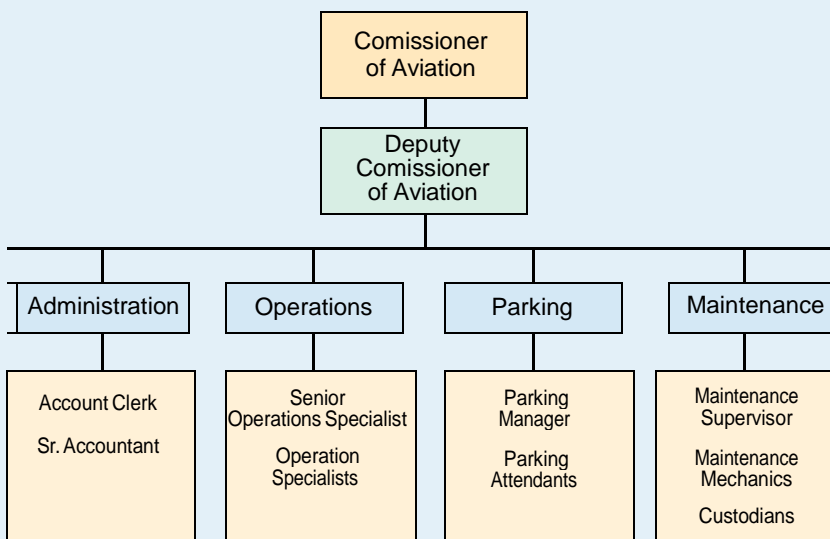 Comissioner
of Aviation
Deputy
Comissioner
of Aviation
Administration
Operations
Parking
Maintenance
Account Clerk
Sr. Accountant
Senior
Operations Specialist
Operation
Specialists
Parking
Manager
Parking
Attendants
Maintenance
Supervisor
Maintenance
Mechanics
Custodians